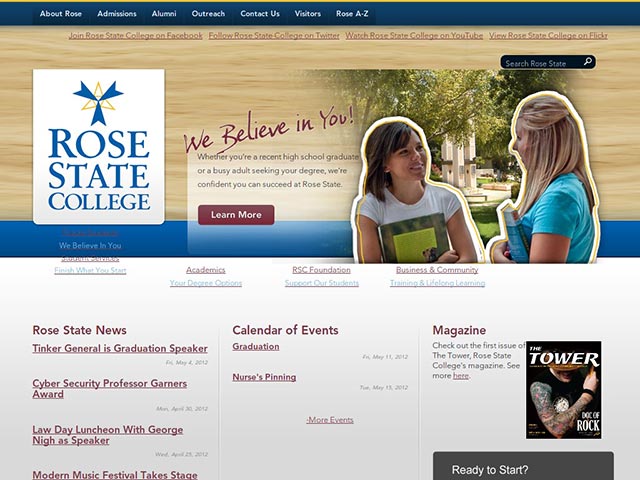 About Rose Admissions Alumni Outreach Contact Us Visitors Rose A-Z
Join Rose State College on Facebook Follow Rose State College on Twitter Watch Rose State College on YouTube View Rose State College on Flickr
Search Rose State
ROSE
STATE
COLLEGE
We Believe in You!
Whether you're a recent high school graduate
or a busy adult seeking your degree, we're
confident you can succeed at Rose State.
Learn More
We Believe In You
Student Services
Finish What You Start
Academics
Your Degree Options
RSC Foundation
Support Our Students
Business & Community
Training & Lifelong Learning
Rose State News
Tinker General is Graduation Speaker
Fri, May 4, 2012
Cyber Security Professor Garners
Award
Mon, April 30, 2012
Law Day Luncheon With George
Nigh as Speaker
Wed, April 25, 2012
Modern Music Festival Takes Stage
Calendar of Events
Graduation
Fri, May 11, 2012
Nurse's Pinning
Tue, May 15, 2012
-More Events
Magazine
Check out the first issue of
The Tower, Rose State
College's magazine. See
more here.
THE
TOWER
DOC OF
ROCK
Ready to Start?